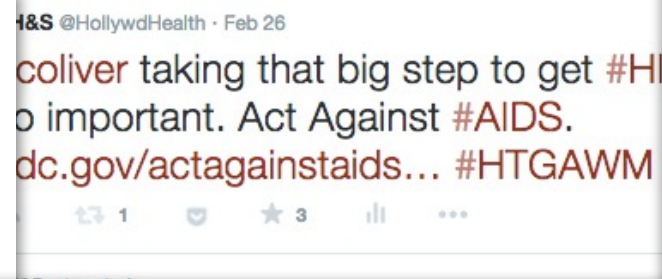 H&S @HollywdHealth · Feb 26
coliver taking that big step to get #HI
o important. Act Against #AIDS.
dc.gov/actagainstaids... #HTGAWM
1 3